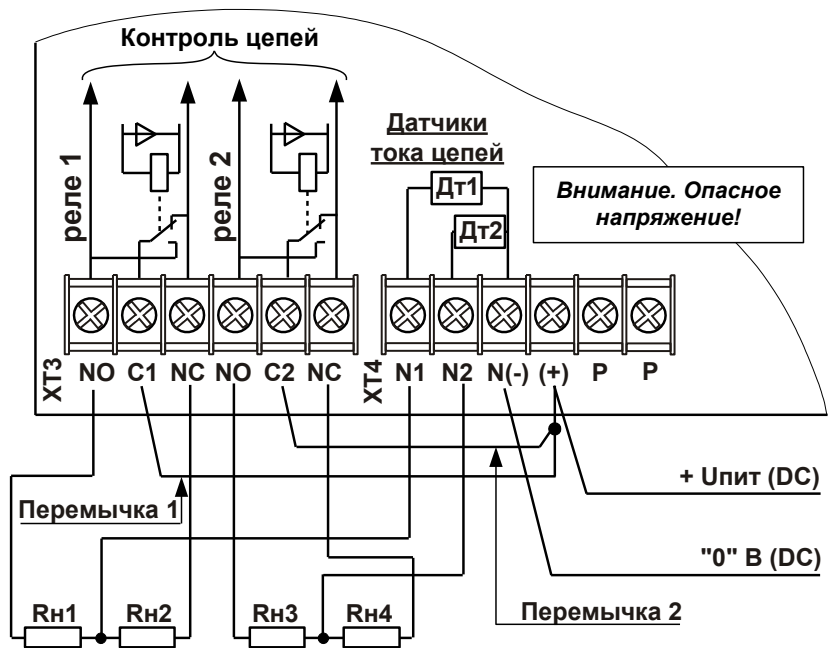 Контроль цепей
реле 1
реле 2
Датчики
тока цепей
Дт1
Дт2
Внимание. Опасное
напряжение!
XT3
NO C1 NC NO C2 NC
XT4
N1 N2 N(-) (+) P P
+ Uпит (DC)
Перемычка 1
"0" В (DC)
Rн1 Rн2 Rн3 Rн4
Перемычка 2